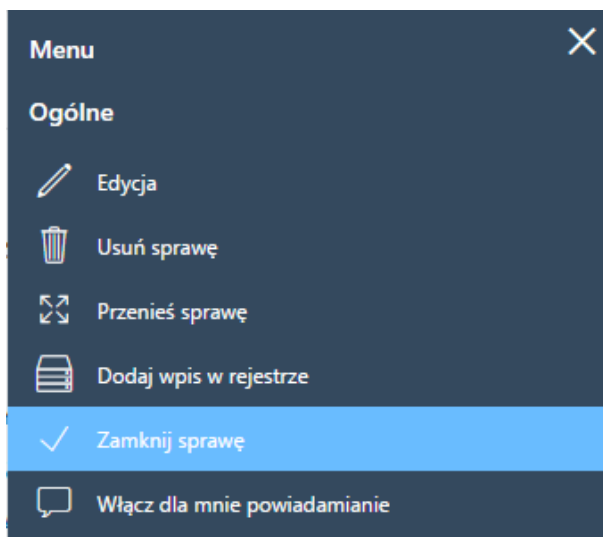 Menu
Ogólne
Edycja
Usuń sprawę
Przenieś sprawę
Dodaj wpis w rejestrze
Zamknij sprawę
Włącz dla mnie powiadamianie